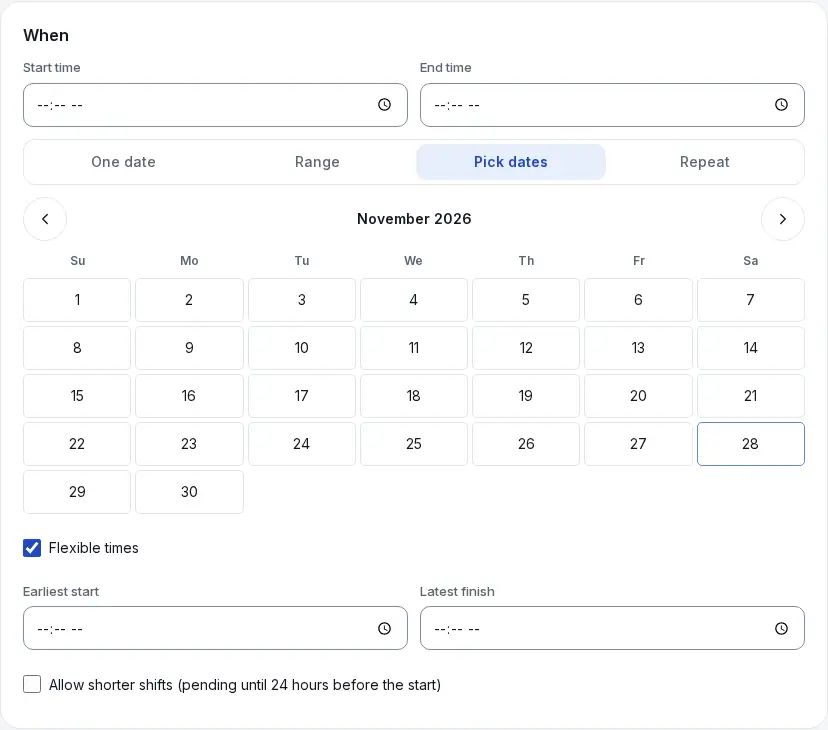 When
Start time End time
--:-- -- --:-- --
One date Range Pick dates Repeat
November 2026
Su Mo Tu We Th Fr Sa
1 2 3 4 5 6 7
8 9 10 11 12 13 14
15 16 17 18 19 20 21
22 23 24 25 26 27 28
29 30
Flexible times
Earliest start Latest finish
--:-- -- --:-- --
Allow shorter shifts (pending until 24 hours before the start)